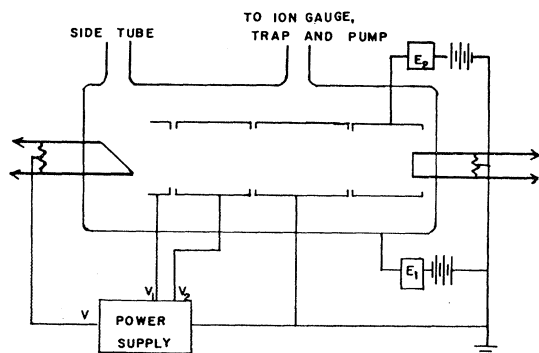 SIDE TUBE
TO ION GAUGE,
TRAP AND PUMP
E2
E1
V
V1
V2
POWER
SUPPLY